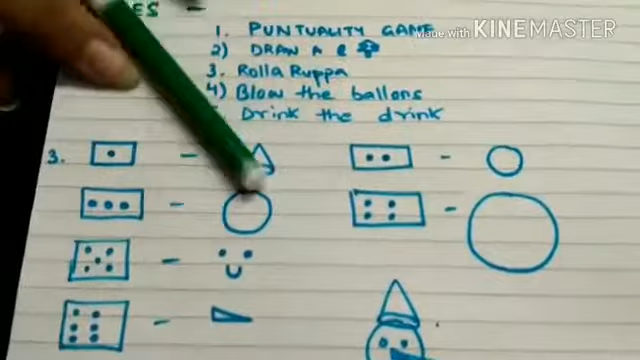 ES -
1. PUNTUALITY GAME
Made with KINEMASTER
2) DRAW A
3. Rolla Ruppa
4) Blow the ballons
Drink the drink
3.